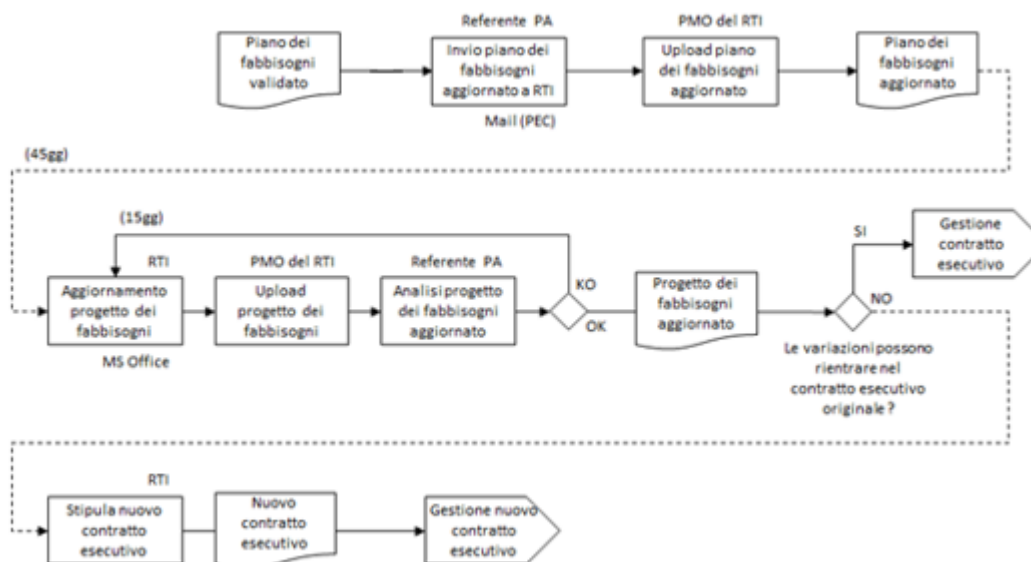 Referente PA
PMO del RTI
Piano dei
fabbisogni
validato
Invio piano dei
fabbisogni
aggiornato a RTI
Upload piano
dei fabbisogni
aggiornato
Piano dei
fabbisogni
aggiornato
Mail (PEC)
(45gg)
(15gg)
RTI
PMO del RTI
Referente PA
Aggiornamento
progetto dei
fabbisogni
Upload
progetto dei
fabbisogni
Analisi progetto
dei fabbisogni
aggiornato
KO
OK
Progetto dei
fabbisogni
aggiornato
SI
NO
Gestione
contratto
esecutivo
MS Office
Le variazioni possono
rientrare nel
contratto esecutivo
originale ?
RTI
Stipula nuovo
contratto
esecutivo
Nuovo
contratto
esecutivo
Gestione nuovo
contratto
esecutivo